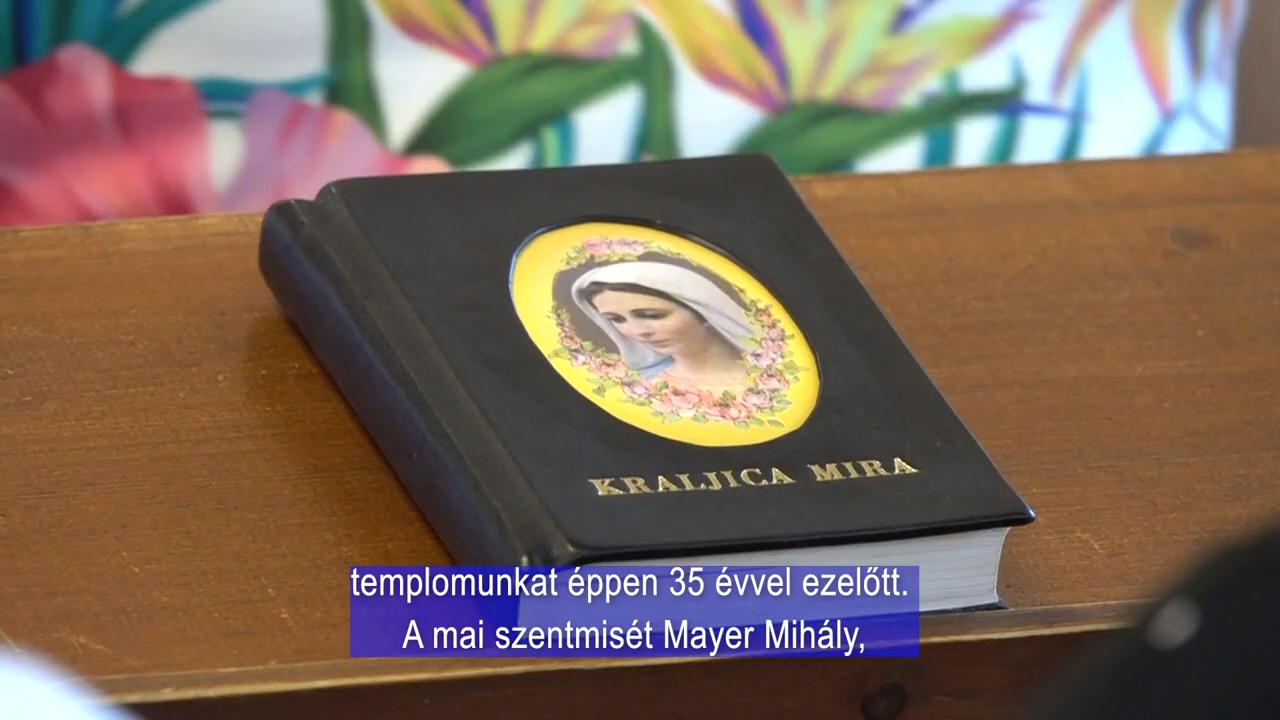 KRALJICA MIRA
templomunkat éppen 35 évvel ezelőtt.
A mai szentmisét Mayer Mihály,